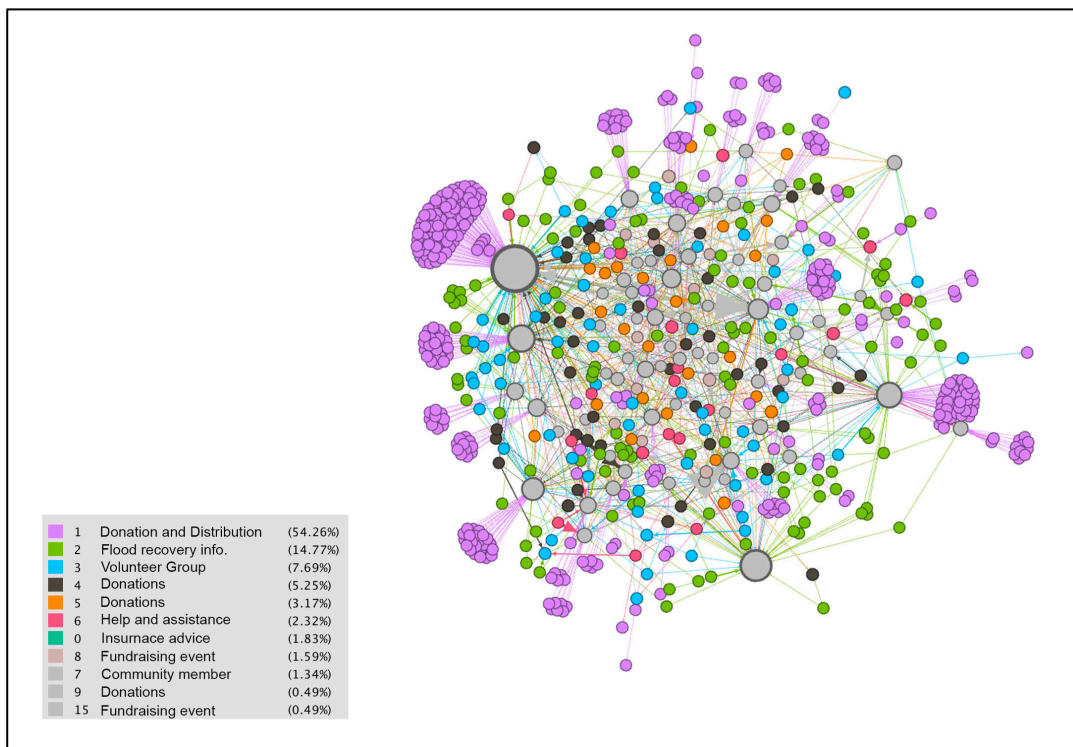 1 Donation and Distribution (54.26%)
2 Flood recovery info. (14.77%)
3 Volunteer Group (7.69%)
4 Donations (5.25%)
5 Donations (3.17%)
6 Help and assistance (2.32%)
0 Insurnace advice (1.83%)
8 Fundraising event (1.59%)
7 Community member (1.34%)
9 Donations (0.49%)
15 Fundraising event (0.49%)